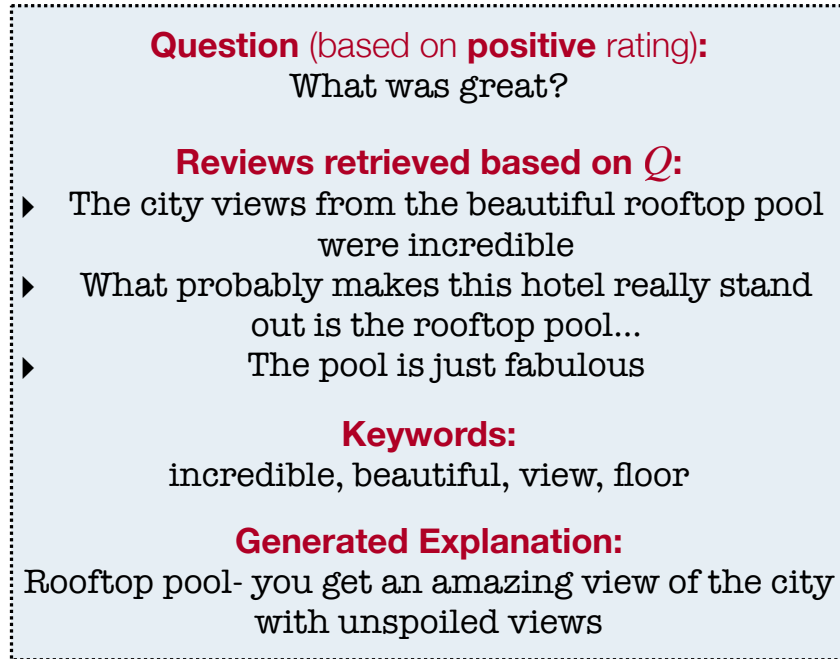 Question (based on positive rating):
What was great?
Reviews retrieved based on Q:
‣ The city views from the beautiful rooftop pool
were incredible
‣ What probably makes this hotel really stand
out is the rooftop pool...
‣ The pool is just fabulous
Keywords:
incredible, beautiful, view, floor
Generated Explanation:
Rooftop pool- you get an amazing view of the city
with unspoiled views